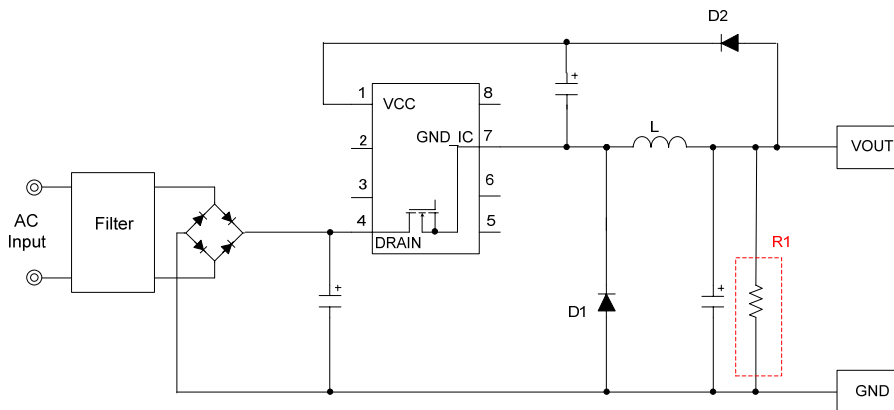 D2
1
VCC
8
+
GND_IC
7
L
2
VOUT
3
6
AC
Input
Filter
4
DRAIN
5
R1
+
D1
+
GND